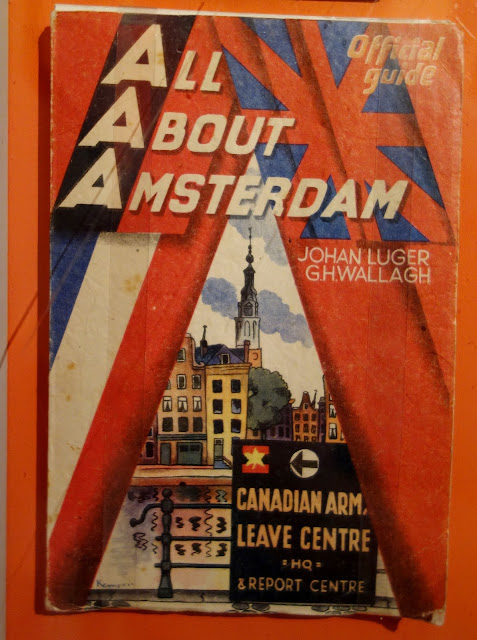 Official
guide
ALL
ABOUT
AMSTERDAM
JOHAN LUGER
G.H.WALLAGH
CANADIAN ARM.
LEAVE CENTRE
=HQ=
& REPORT CENTRE